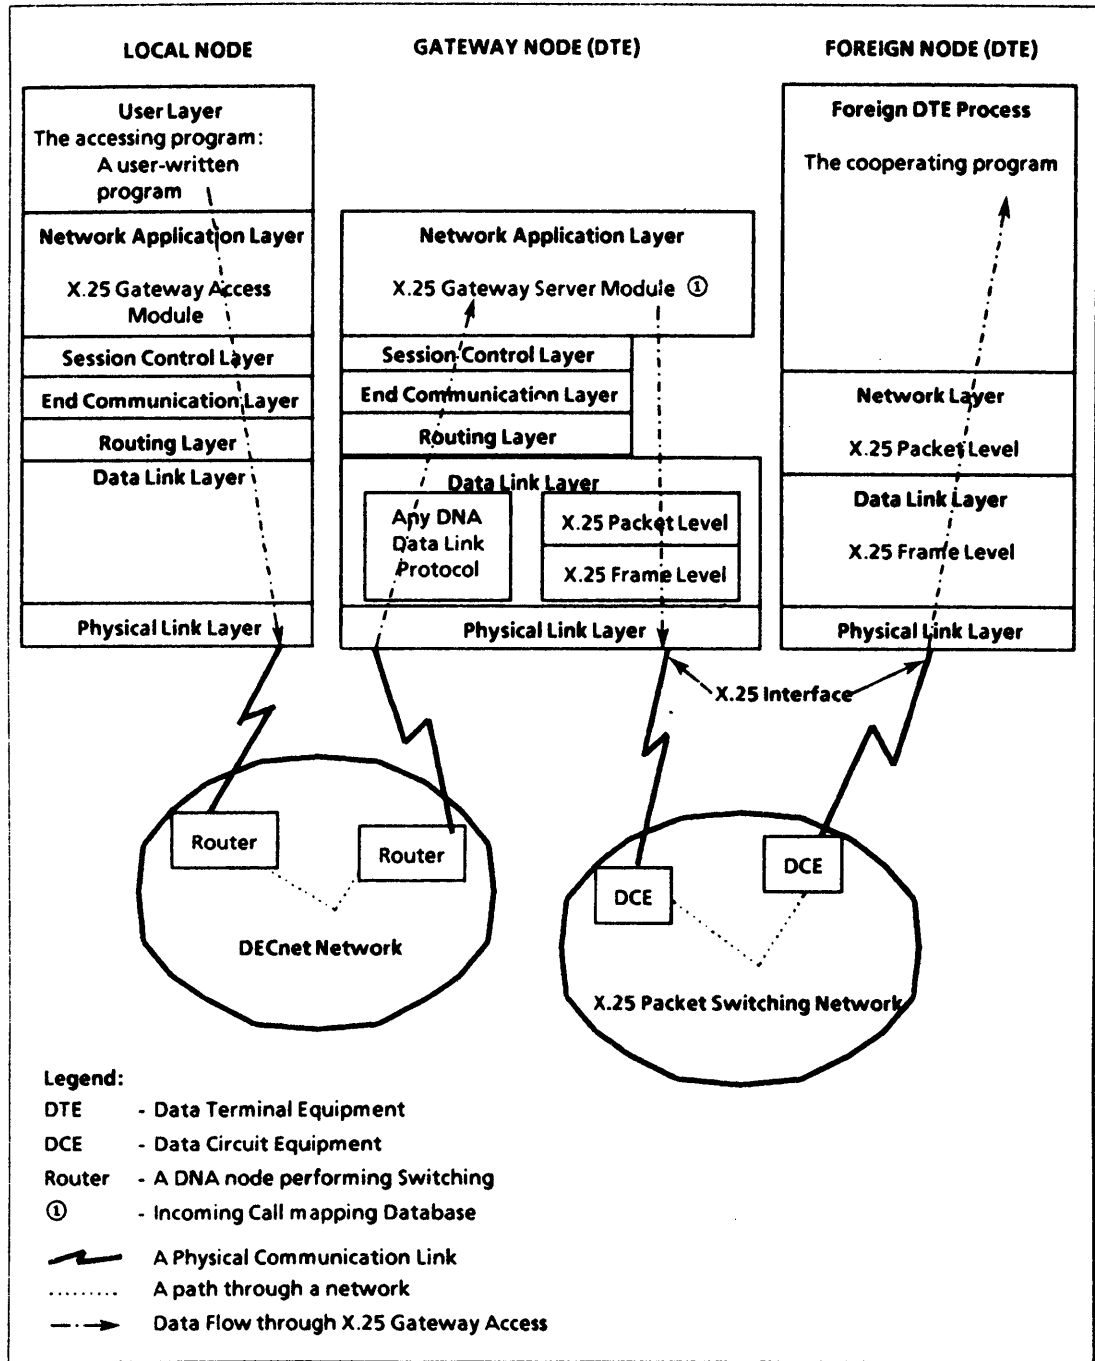 LOCAL NODE
GATEWAY NODE (DTE)
FOREIGN NODE (DTE)
User Layer
The accessing program:
A user-written
program
Network Application Layer
X.25 Gateway Access
Module
Session Control Layer
End Communication Layer
Routing Layer
Data Link Layer
Physical Link Layer
Network Application Layer
X.25 Gateway Server Module ①
Session Control Layer
End Communication Layer
Routing Layer
Data Link Layer
Any DNA
Data Link
Protocol
X.25 Packet Level
X.25 Frame Level
Physical Link Layer
Foreign DTE Process
The cooperating program
Network Layer
X.25 Packet Level
Data Link Layer
X.25 Frame Level
Physical Link Layer
X.25 Interface
Router
Router
DECnet Network
DCE
DCE
X.25 Packet Switching Network
Legend:
DTE - Data Terminal Equipment
DCE - Data Circuit Equipment
Router - A DNA node performing Switching
① - Incoming Call mapping Database
A Physical Communication Link
A path through a network
Data Flow through X.25 Gateway Access